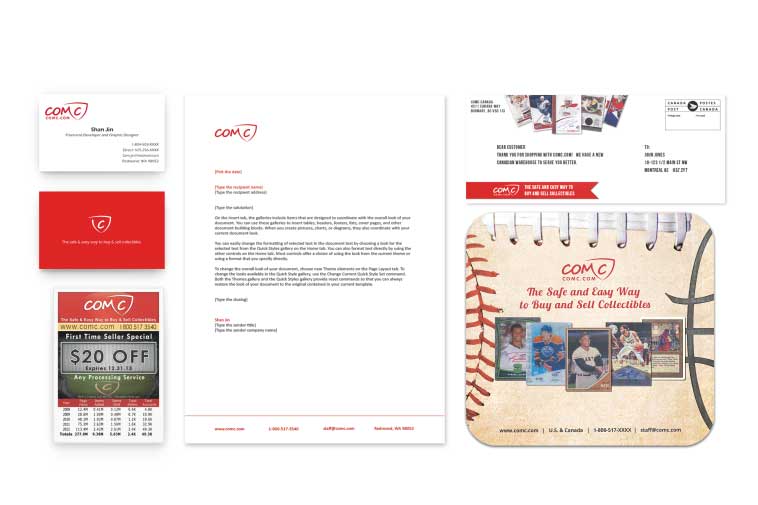 COMC
COMC.COM
Shan Jin
Frontend Developer and Graphic Designer
1-800-503-XXXX
Redmond, WA 98052
C
The safe & easy way to buy & sell collectibles
COMC
The Safe & Easy Way to Buy & Sell Collectibles
www.comc.com 1 800 517 3540
First Time Seller Special
$20 OFF
Expires 12.31.13
Any Processing Service
COMC
[Pick the date]
[Type the recipient name]
[Type the recipient address]
[Type the salutation]
On the Insert tab, the galleries include items that are designed to coordinate with the overall look of your
document. You can use these galleries to insert tables, headers, footers, lists, cover pages, and other
document building blocks. When you create pictures, charts, or diagrams, they also coordinate with your
current document look.
You can easily change the formatting of selected text in the document text by choosing a look for the
selected text from the Quick Styles gallery on the Home tab. You can also format text directly by using the
other controls on the Home tab. Most controls offer a choice of using the look from the current theme or
using a format that you specify directly.
To change the overall look of your document, choose new Theme elements on the Page Layout tab. To
change the looks available in the Quick Style gallery, use the Change Current Quick Style Set command.
Both the Themes gallery and the Quick Styles gallery provide reset commands so that you can always
restore the look of your document to the original contained in your current template.
[Type the closing]
Shan Jin
[Type the sender title]
[Type the sender company name]
www.comc.com 1-800-517-3540 staff@comc.com Redmond, WA 98052
COMC CANADA
CANADA POSTES
POST CANADA
DEAR CUSTOMER,
THANK YOU FOR SHOPPING WITH COMC.COM! WE HAVE A NEW
CANADIAN WAREHOUSE TO SERVE YOU BETTER.
TO:
JOHN JONES
10-123 1/2 MAIN ST NW
MONTREAL AC H3Z 2Y7
COMC
COMC.COM
THE SAFE AND EASY WAY TO
BUY AND SELL COLLECTIBLES
COMC
COMC.COM
The Safe and Easy Way
to Buy and Sell Collectibles
www.comc.com | U.S. & Canada | 1-800-517-XXXX | staff@comc.com